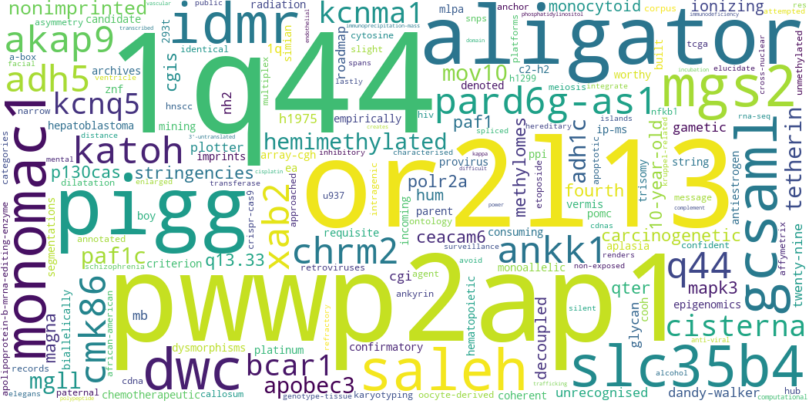 nonimprinted
asymmetry candidate
akap9
adh5
archives
a-box
facial
znf
293t
cgis
idmr
public
radiation
identical
1q
simian
kcnma1
mlpa
ionizing
monocytoid
anchor
phosphatidylinositol
corpus
attempted
snps
platforms
tcga
immunodeficiency
unmethylated
cross-nuclear
elucidate
1q44
aligator
mov10
c2-h2
built
worthy
mgs2
roadmap
cytosine
slight
spans
lastly
denoted
h1299
hiv
pard6g-as1
meiosis
integrate
islands
hereditary
rna-seq
kcnq5
narrow
distance
hepatoblastoma
mining
3'-untranslated
nh2
multiplex
h1975
hnscc
empirically
paf1
spliced
hemimethylated
nfkbl
gametic
tetherin
monomac1
categories
mental
katoh
plotter
imprints
array-cgh
inhibitory
characterised
methylomes
provirus
ip-ms
apoptotic
adh1c
string
p130cas
stringencies
dilatation
enlarged
transferase
u937
intragenic
polr2a
ppi
kappa
difficult
fourth
trisomy
10-year-old
message
complement
antiestrogen
gcsaml
pigg
boy
crispr-cas9
xab2
approached
or2l13
hum
parent
ontology
incoming
etoposide
vermis
pomc
cdnas
power
segmentations
annotated
schizophrenia
paf1c
criterion
q13.33
requisite
retroviruses
chrm2
ceacam6
surveillance
consuming
avoid
monoallelic
ankk1
aplasia
carcinogenetic
confident
affymetrix
non-exposed
renders
q44
epigenomics
mapk3
twenty-nine
apolipoprotein-b-mrna-editing-enzyme
cmk86
african-american
biallelically
pwwp2ap1
cgi
agent
ankyrin
hematopoietic
decoupled
silent
qter
cooh
glycan
anti-viral
cisterna
magna
mb
dysmorphisms
platinum
confirmatory
refractory
records
mgll
elegans
paternal
cdna
chemotherapeutic
callosum
dwc
bcar1
apobec3
genotype-tissue
karyotyping
saleh
oocyte-derived
coherent
trafficking
slc35b4
alcohol
unrecognised
dandy-walker
hub
computational